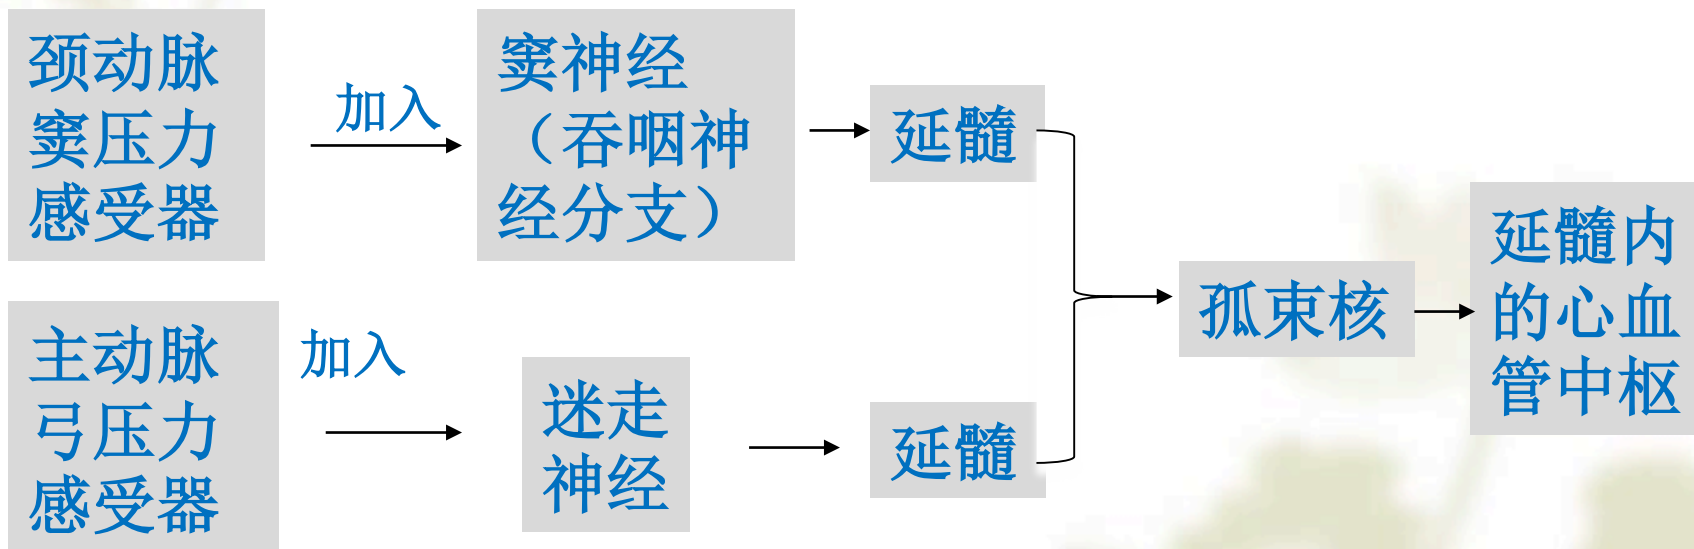 颈动脉
窦压力
感受器
加入
窦神经
（吞咽神
经分支）
延髓
主动脉
弓压力
感受器
加入
迷走
神经
延髓
孤束核
延髓内
的心血
管中枢